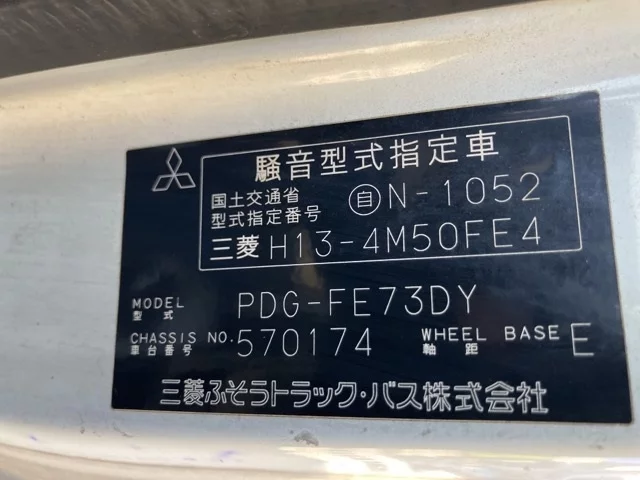 騒音型式指定車
国土交通省
型式指定番号 自N-1052
三菱 H13-4M50FE4
MODEL 型式 PDG-FE73DY
CHASSIS NO. 車台番号 570174 WHEEL BASE 軸距 E
三菱ふそうトラック・バス株式会社